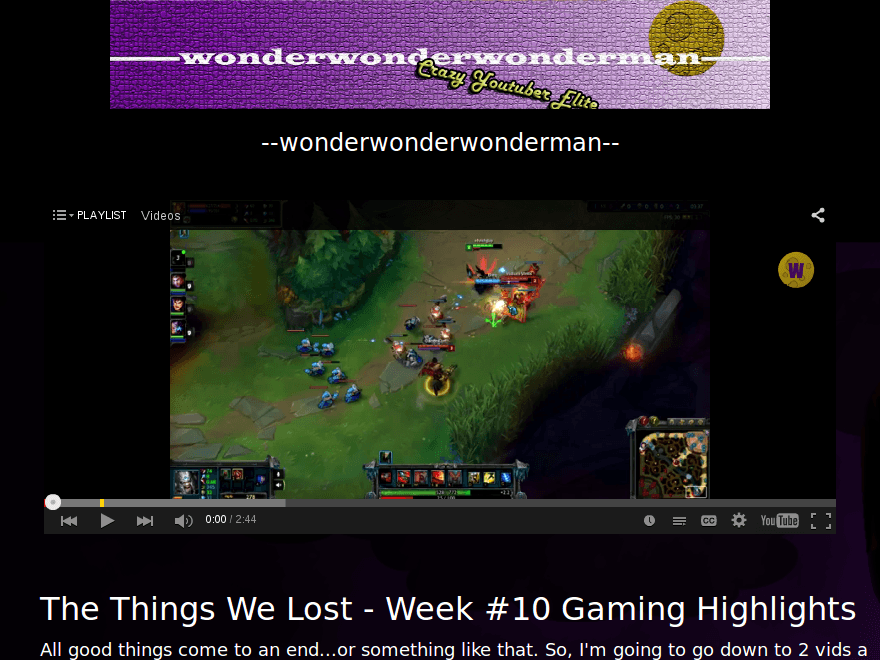 wonderwonderwonderwonderman
Crazy Youtuber Elite
--wonderwonderwonderman--
PLAYLIST Videos
W
0:00 / 2:44
CC
YouTube
The Things We Lost - Week #10 Gaming Highlights
All good things come to an end...or something like that. So, I'm going to go down to 2 vids a